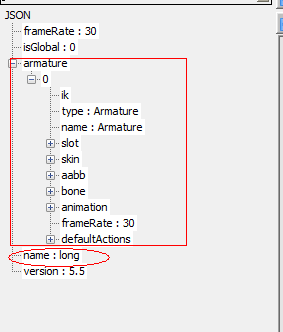 JSON
frameRate : 30
isGlobal : 0
armature
0
ik
type : Armature
name : Armature
slot
skin
aabb
bone
animation
frameRate : 30
defaultActions
name : long
version : 5.5